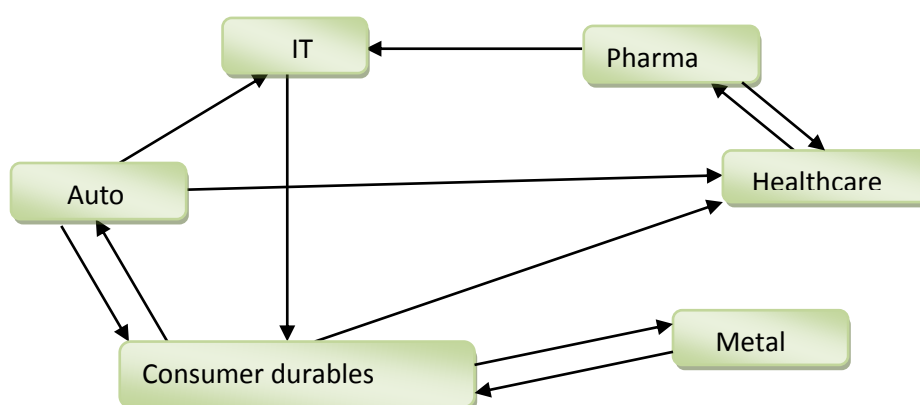 IT
Pharma
Healthcare
Auto
Metal
Consumer durables